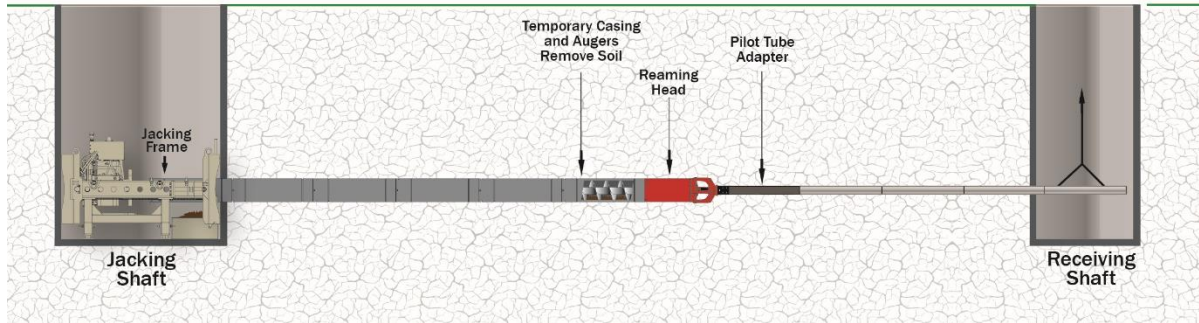 Temporary Casing
and Augers
Remove Soil
Pilot Tube
Adapter
Reaming
Head
Jacking
Frame
Jacking
Shaft
Receiving
Shaft